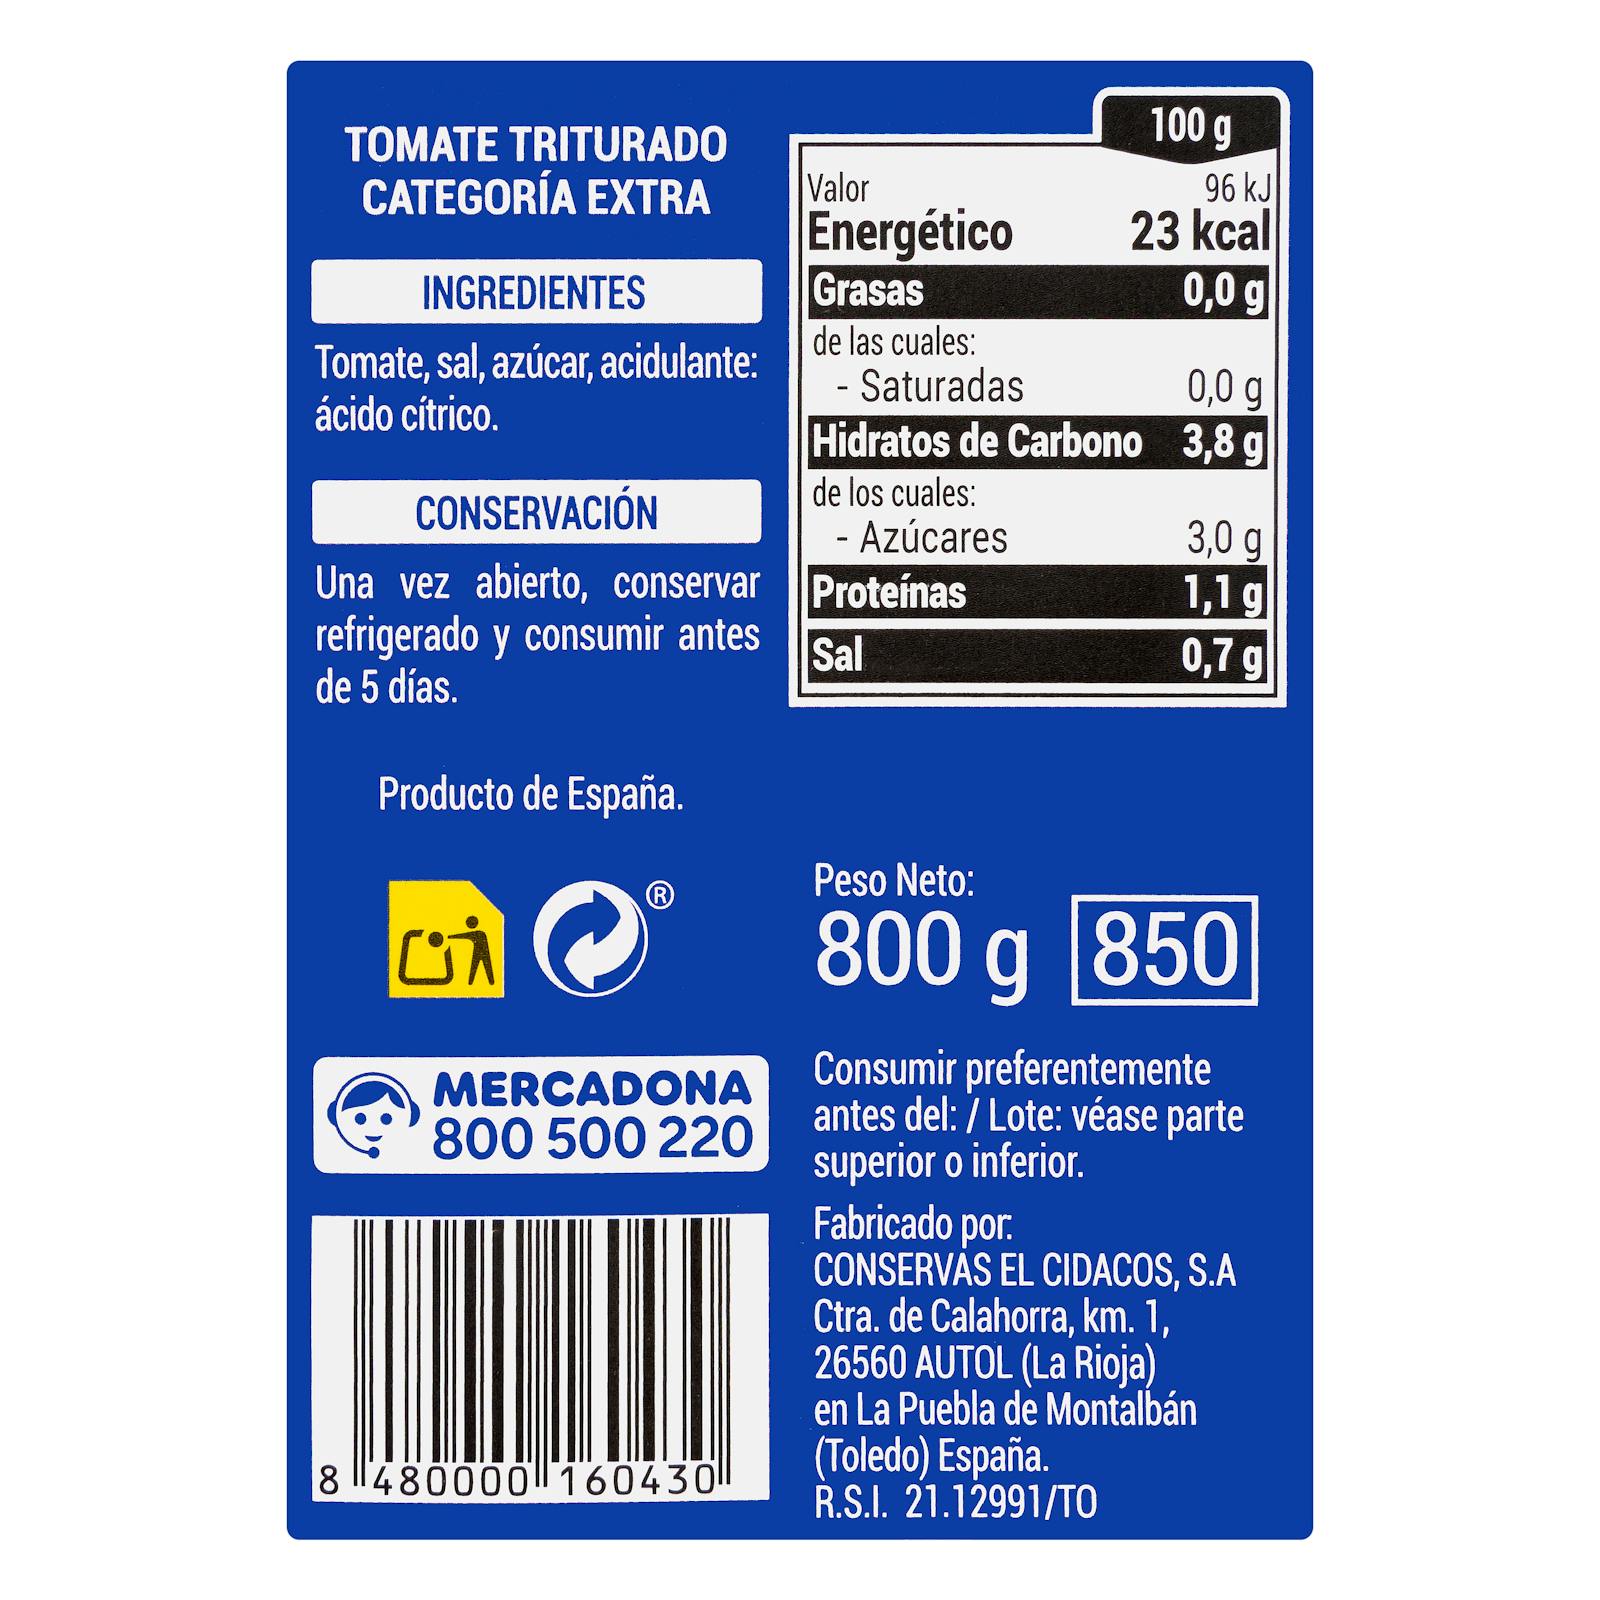 TOMATE TRITURADO
CATEGORÍA EXTRA
INGREDIENTES
Tomate, sal, azúcar, acidulante:
ácido cítrico.
CONSERVACIÓN
Una vez abierto, conservar
refrigerado y consumir antes
de 5 días.
Producto de España.
®
MERCADONA
800 500 220
8 480000 160430
100 g
Valor 96 kJ
Energético 23 kcal
Grasas 0,0 g
de las cuales:
- Saturadas 0,0 g
Hidratos de Carbono 3,8 g
de los cuales:
- Azúcares 3,0 g
Proteínas 1,1 g
Sal 0,7 g
Peso Neto:
800 g 850
Consumir preferentemente
antes del: / Lote: véase parte
superior o inferior.
Fabricado por:
CONSERVAS EL CIDACOS, S.A
Ctra. de Calahorra, km. 1,
26560 AUTOL (La Rioja)
en La Puebla de Montalbán
(Toledo) España.
R.S.I. 21.12991/TO